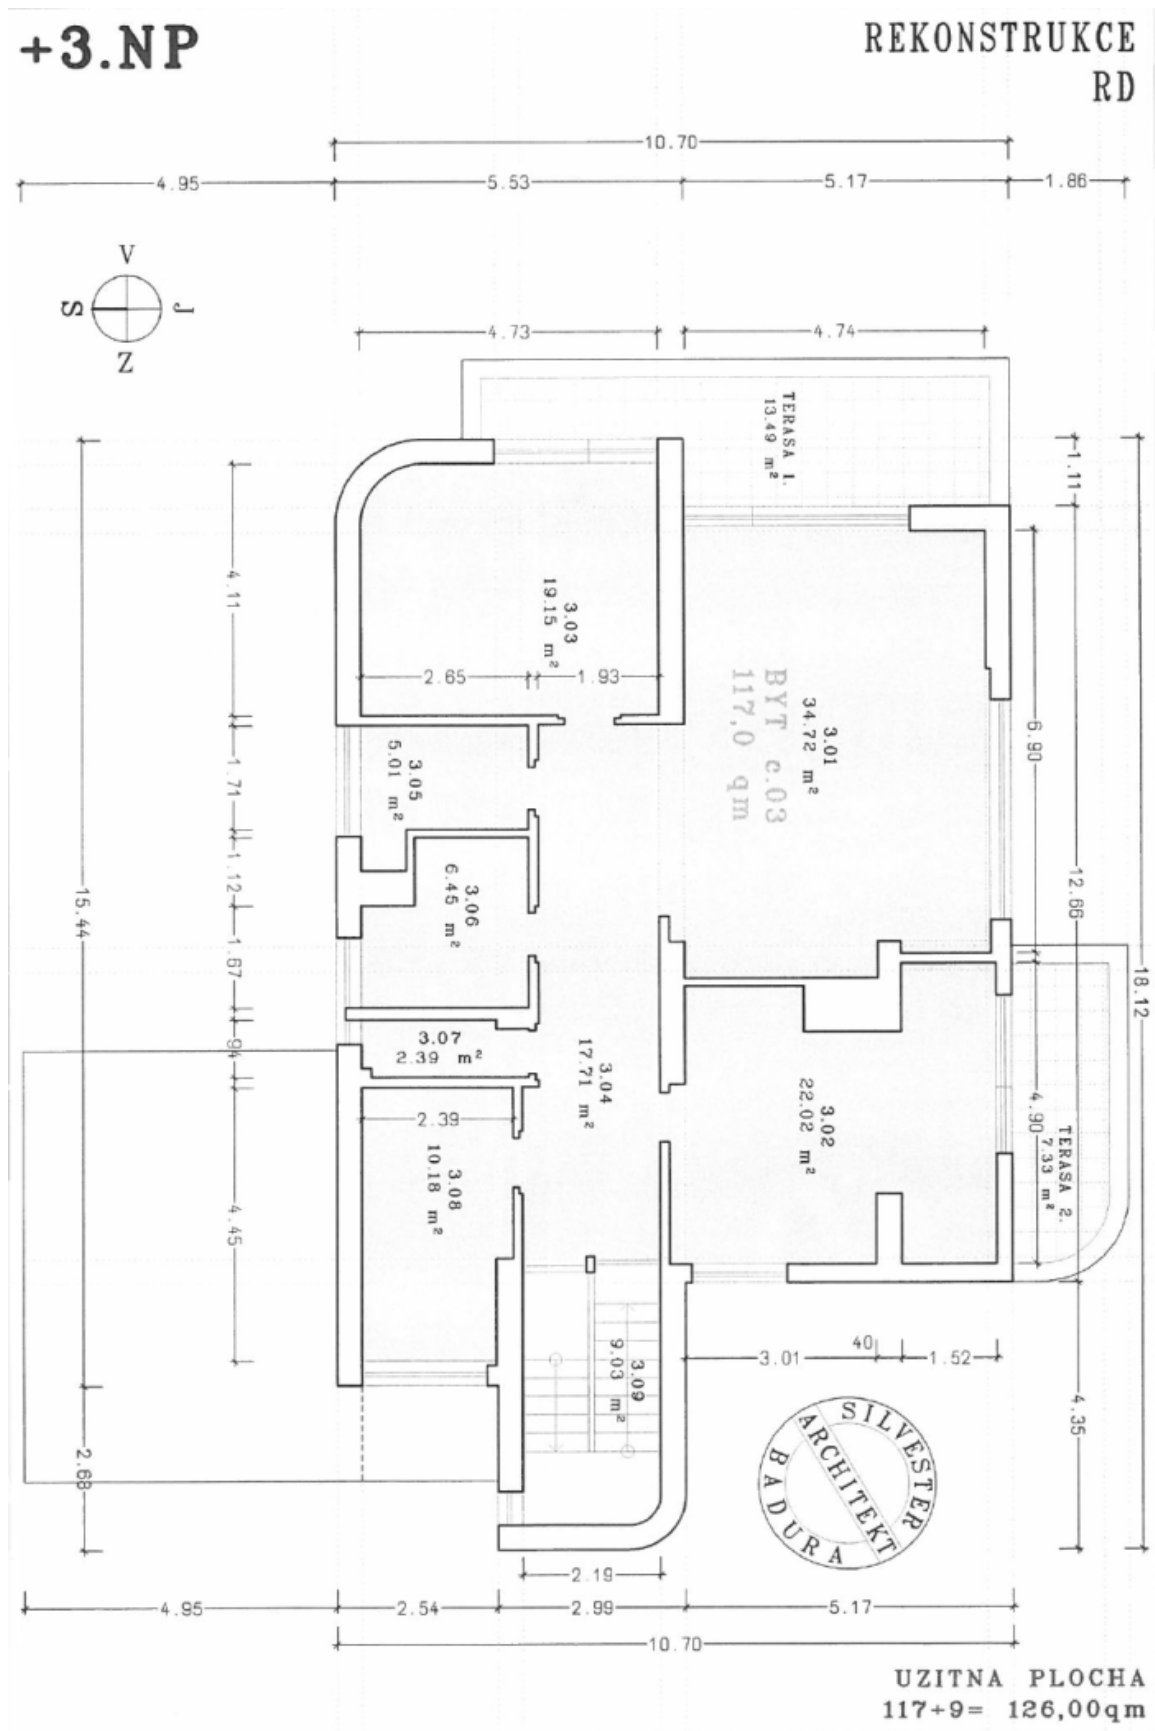 +3.NP
REKONSTRUKCE
RD
10.70
4.95
5.53
5.17
1.86
V
S
J
Z
4.73
4.74
TERASA 1.
13.49 m²
1.11
4.11
3.03
19.15 m²
2.65
1.93
BYT c.03
117,0 qm
3.01
34.72 m²
6.90
3.05
5.01 m²
1.71
1.12
3.06
6.45 m²
1.67
15.44
12.66
18.12
3.07
2.39 m²
.94
3.04
17.71 m²
3.02
22.02 m²
4.90
TERASA 2.
7.33 m²
2.39
3.08
10.18 m²
4.45
3.09
9.03 m²
40
3.01
1.52
4.35
2.68
SILVESTER
ARCHITEKT
BADURA
2.19
4.95
2.54
2.99
5.17
10.70
UZITNA PLOCHA
117+9= 126,00qm